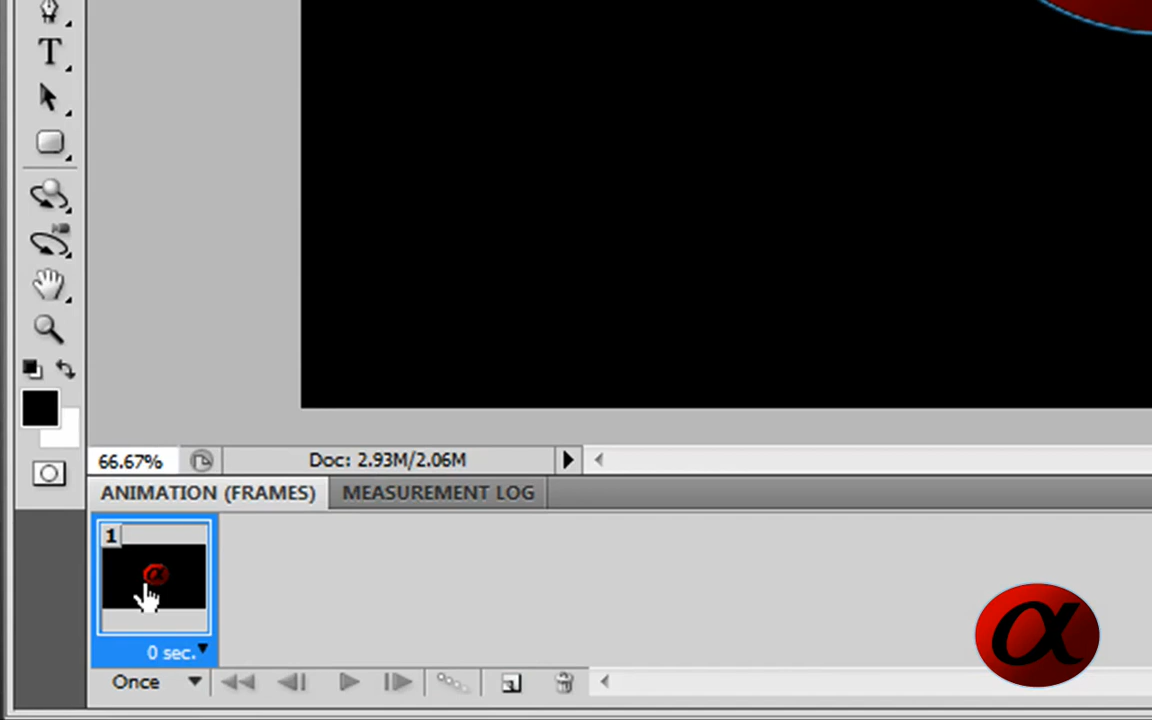 T
66.67%
Doc: 2.93M/2.06M
ANIMATION (FRAMES)
MEASUREMENT LOG
1
α
0 sec.
Once
α